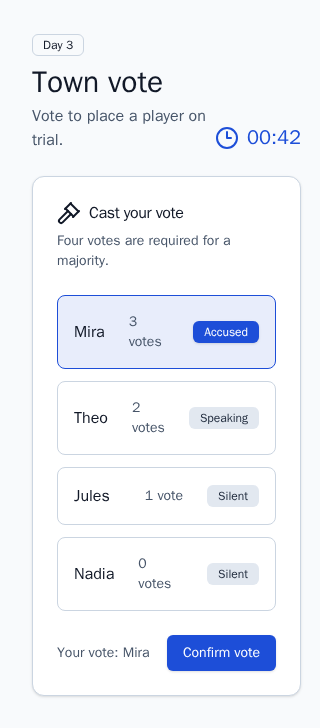 Day 3
Town vote
Vote to place a player on
trial.
00:42
Cast your vote
Four votes are required for a
majority.
Mira
3
votes
Accused
Theo
2
votes
Speaking
Jules
1 vote
Silent
Nadia
0
votes
Silent
Your vote: Mira
Confirm vote